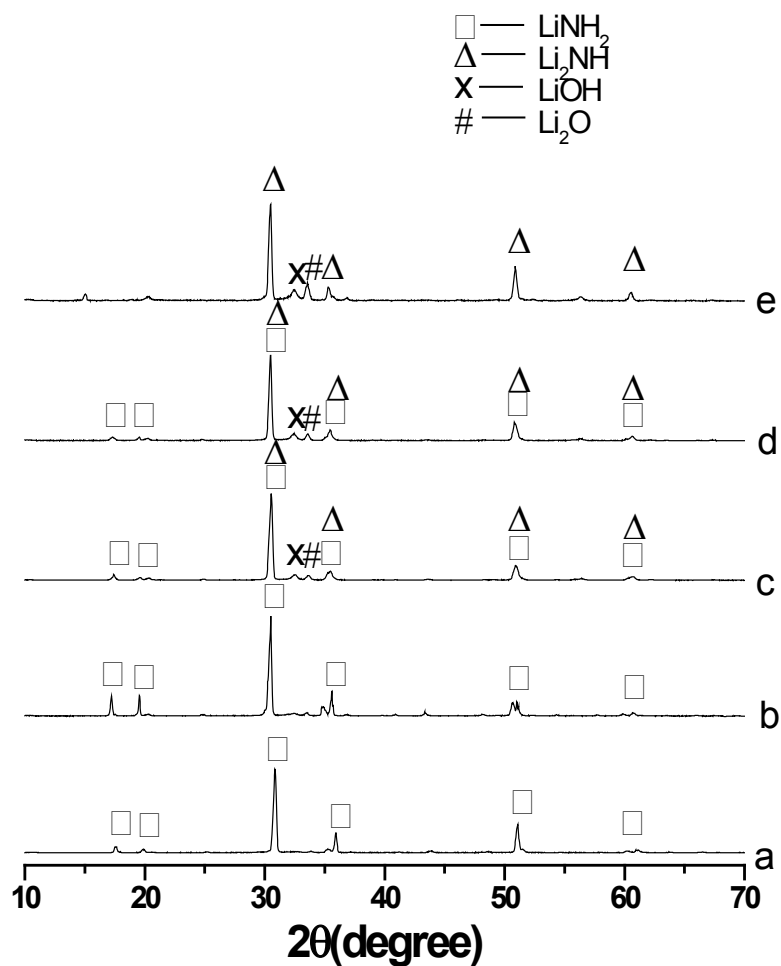 □ — LiNH₂
Δ — Li₂NH
x — LiOH
# — Li₂O
Δ
Δ
Δ
x # Δ
e
Δ
□
Δ Δ Δ
□ □ x # □ □ □
d
Δ
□
Δ Δ Δ
□ □ x # □ □ □
c
□
□ □ □ □ □
b
□
□ □ □ □ □
a
10 20 30 40 50 60 70
2θ(degree)